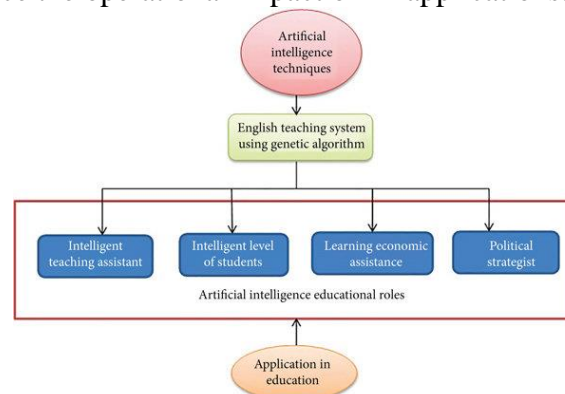 Artificial
intelligence
techniques
English teaching system
using genetic algorithm
Intelligent
teaching assistant
Intelligent level
of students
Learning economic
assistance
Political
strategist
Artificial intelligence educational roles
Application in
education